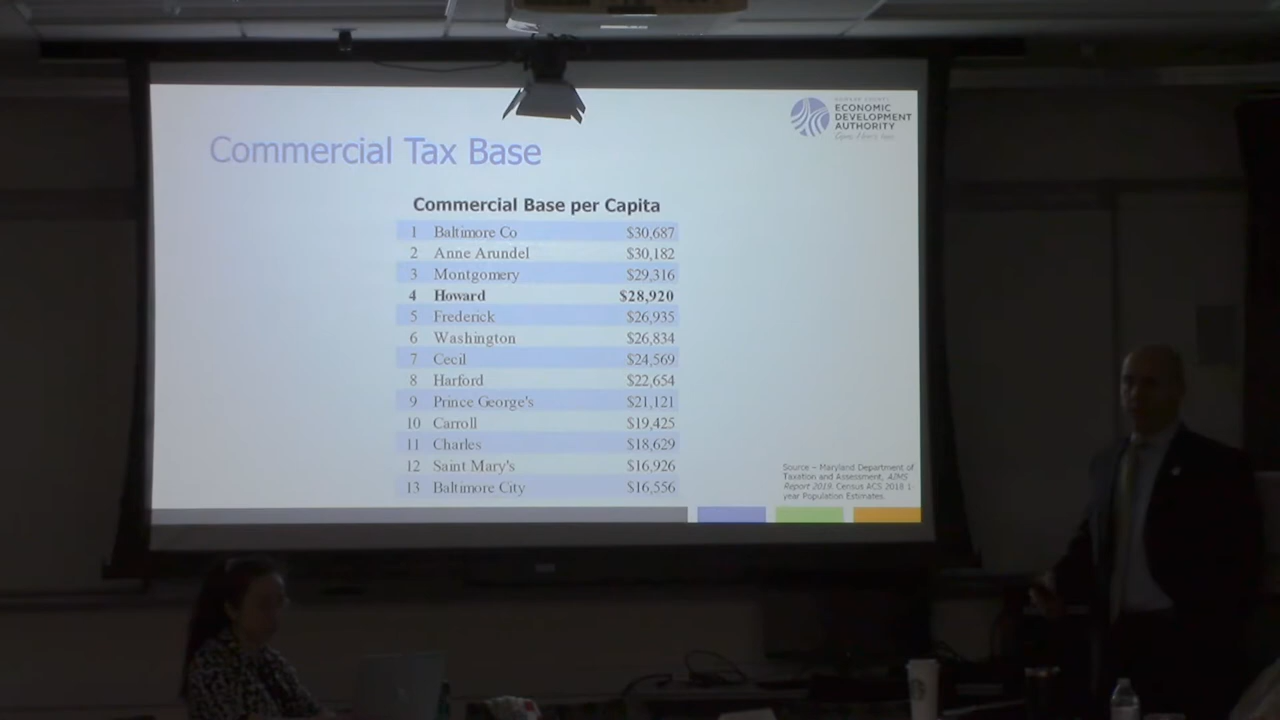 HOWARD COUNTY
ECONOMIC
DEVELOPMENT
AUTHORITY
Commercial Tax Base
Commercial Base per Capita
1 Baltimore Co $30,687
2 Anne Arundel $30,182
3 Montgomery $29,316
4 Howard $28,920
5 Frederick $26,935
6 Washington $26,834
7 Cecil $24,569
8 Harford $22,654
9 Prince George's $21,121
10 Carroll $19,425
11 Charles $18,629
12 Saint Mary's $16,926
13 Baltimore City $16,556
Source – Maryland Department of
Taxation and Assessment, AIMS
Report 2019. Census ACS 2018 1-
year Population Estimates.